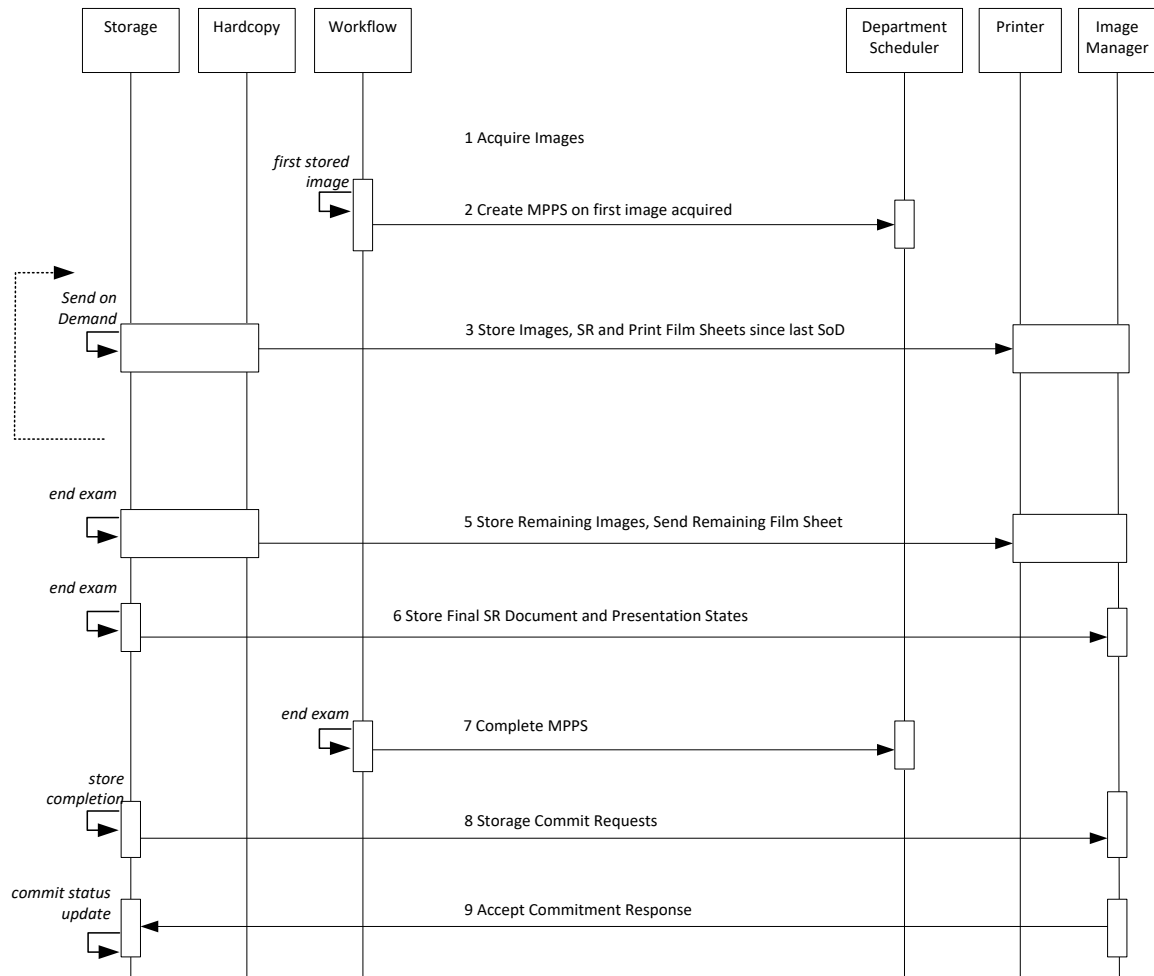 Storage
Hardcopy
Workflow
Department
Scheduler
Printer
Image
Manager
1 Acquire Images
first stored
image
2 Create MPPS on first image acquired
Send on
Demand
3 Store Images, SR and Print Film Sheets since last SoD
end exam
5 Store Remaining Images, Send Remaining Film Sheet
end exam
6 Store Final SR Document and Presentation States
end exam
7 Complete MPPS
store
completion
8 Storage Commit Requests
commit status
update
9 Accept Commitment Response